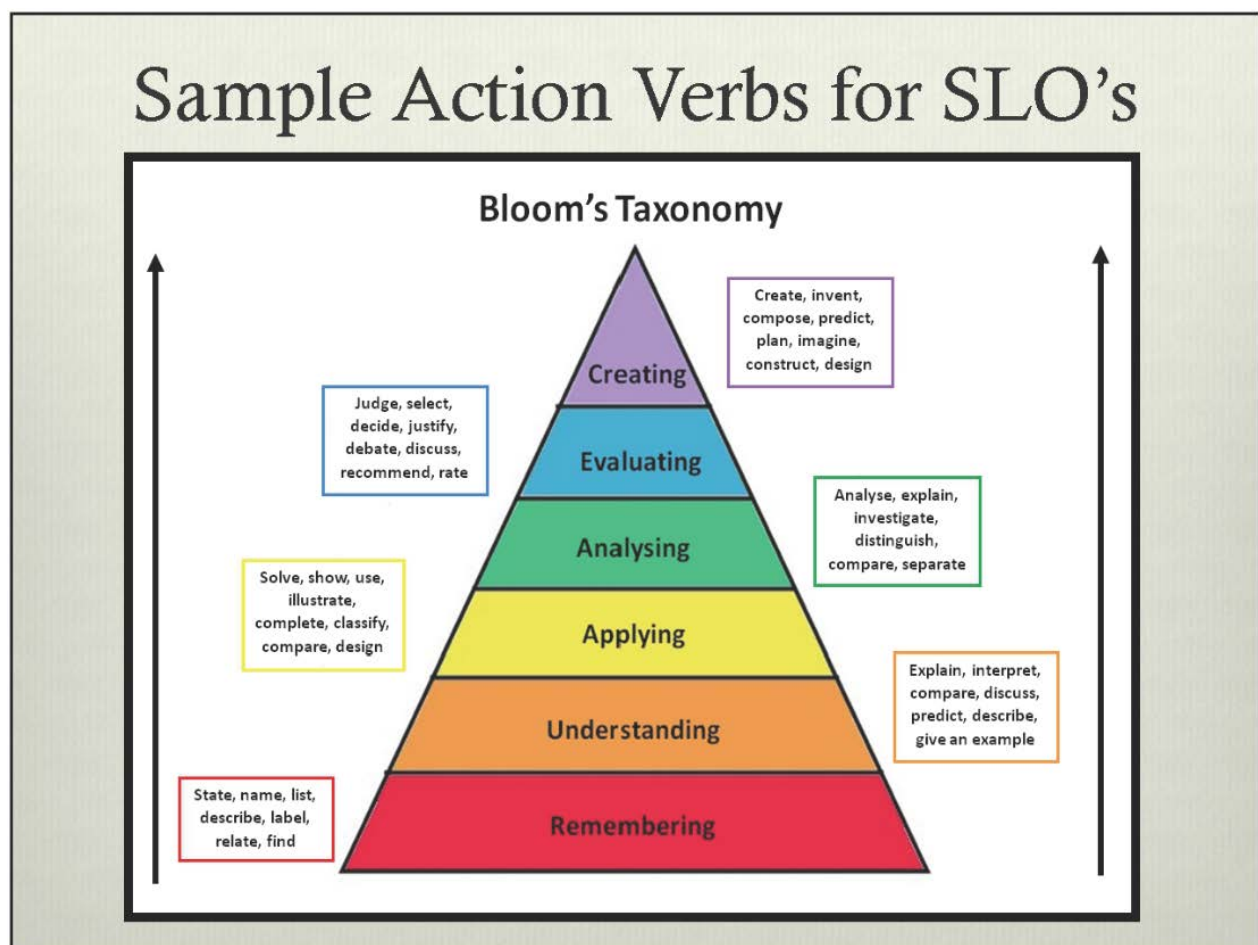 Sample Action Verbs for SLO's
Bloom's Taxonomy
Create, invent,
compose, predict,
plan, imagine,
construct, design
Creating
Judge, select,
decide, justify,
debate, discuss,
recommend, rate
Evaluating
Analyse, explain,
investigate,
distinguish,
compare, separate
Analysing
Solve, show, use,
illustrate,
complete, classify,
compare, design
Applying
Explain, interpret,
compare, discuss,
predict, describe,
give an example
Understanding
State, name, list,
describe, label,
relate, find
Remembering